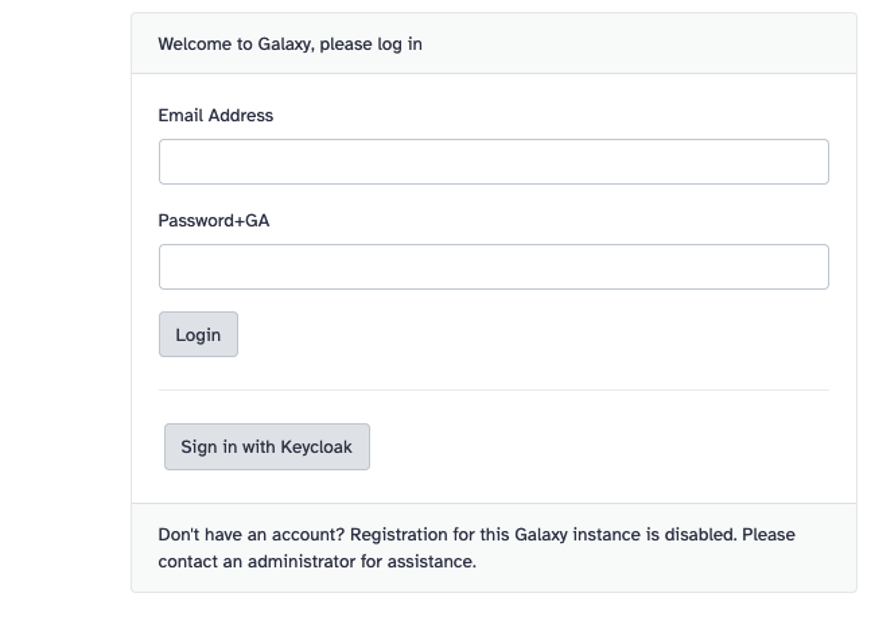 Welcome to Galaxy, please log in
Email Address
Password+GA
Login
Sign in with Keycloak
Don't have an account? Registration for this Galaxy instance is disabled. Please
contact an administrator for assistance.